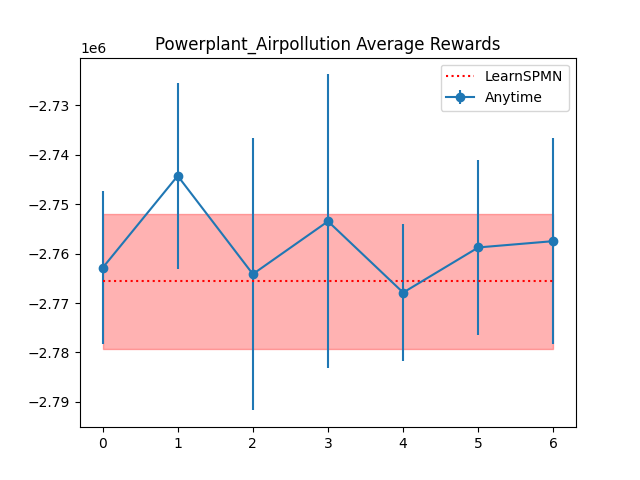 Powerplant_Airpollution Average Rewards
1e6
LearnSPMN
Anytime
−2.73
−2.74
−2.75
−2.76
−2.77
−2.78
−2.79
0 1 2 3 4 5 6